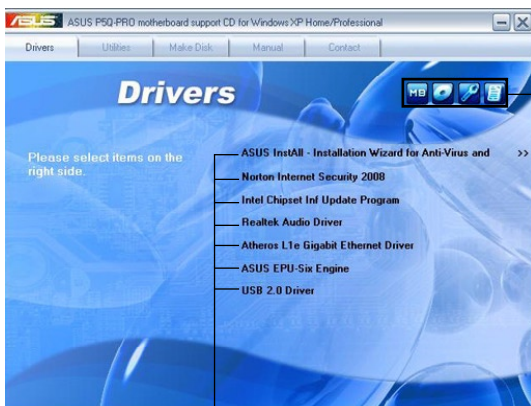 ASUS ASUS P5Q-PRO motherboard support CD for Windows XP Home/Professional
Drivers Utilities Make Disk Manual Contact
Drivers
MB
Please select items on the
right side.
ASUS InstAll - Installation Wizard for Anti-Virus and >>
Norton Internet Security 2008
Intel Chipset Inf Update Program
Realtek Audio Driver
Atheros L1e Gigabit Ethernet Driver
ASUS EPU-Six Engine
USB 2.0 Driver